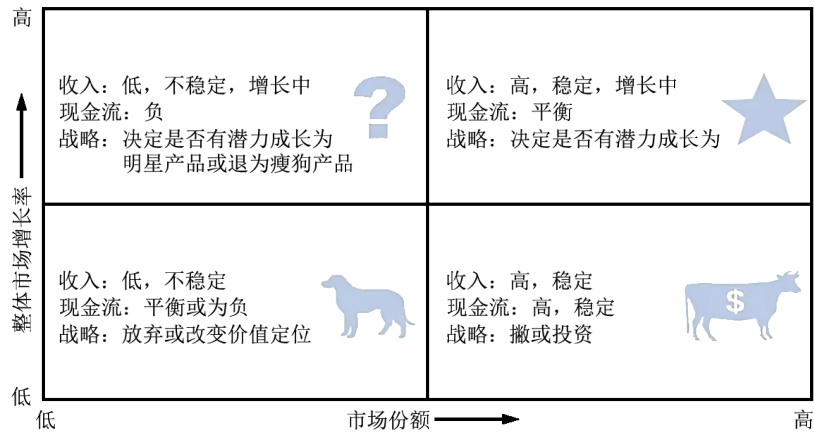 高
收入：低，不稳定，增长中
现金流：负
战略：决定是否有潜力成长为
明星产品或退为瘦狗产品
收入：高，稳定，增长中
现金流：平衡
战略：决定是否有潜力成长为
整体市场增长率
收入：低，不稳定
现金流：平衡或为负
战略：放弃或改变价值定位
收入：高，稳定
现金流：高，稳定
战略：撇或投资
$
低
低
市场份额
高